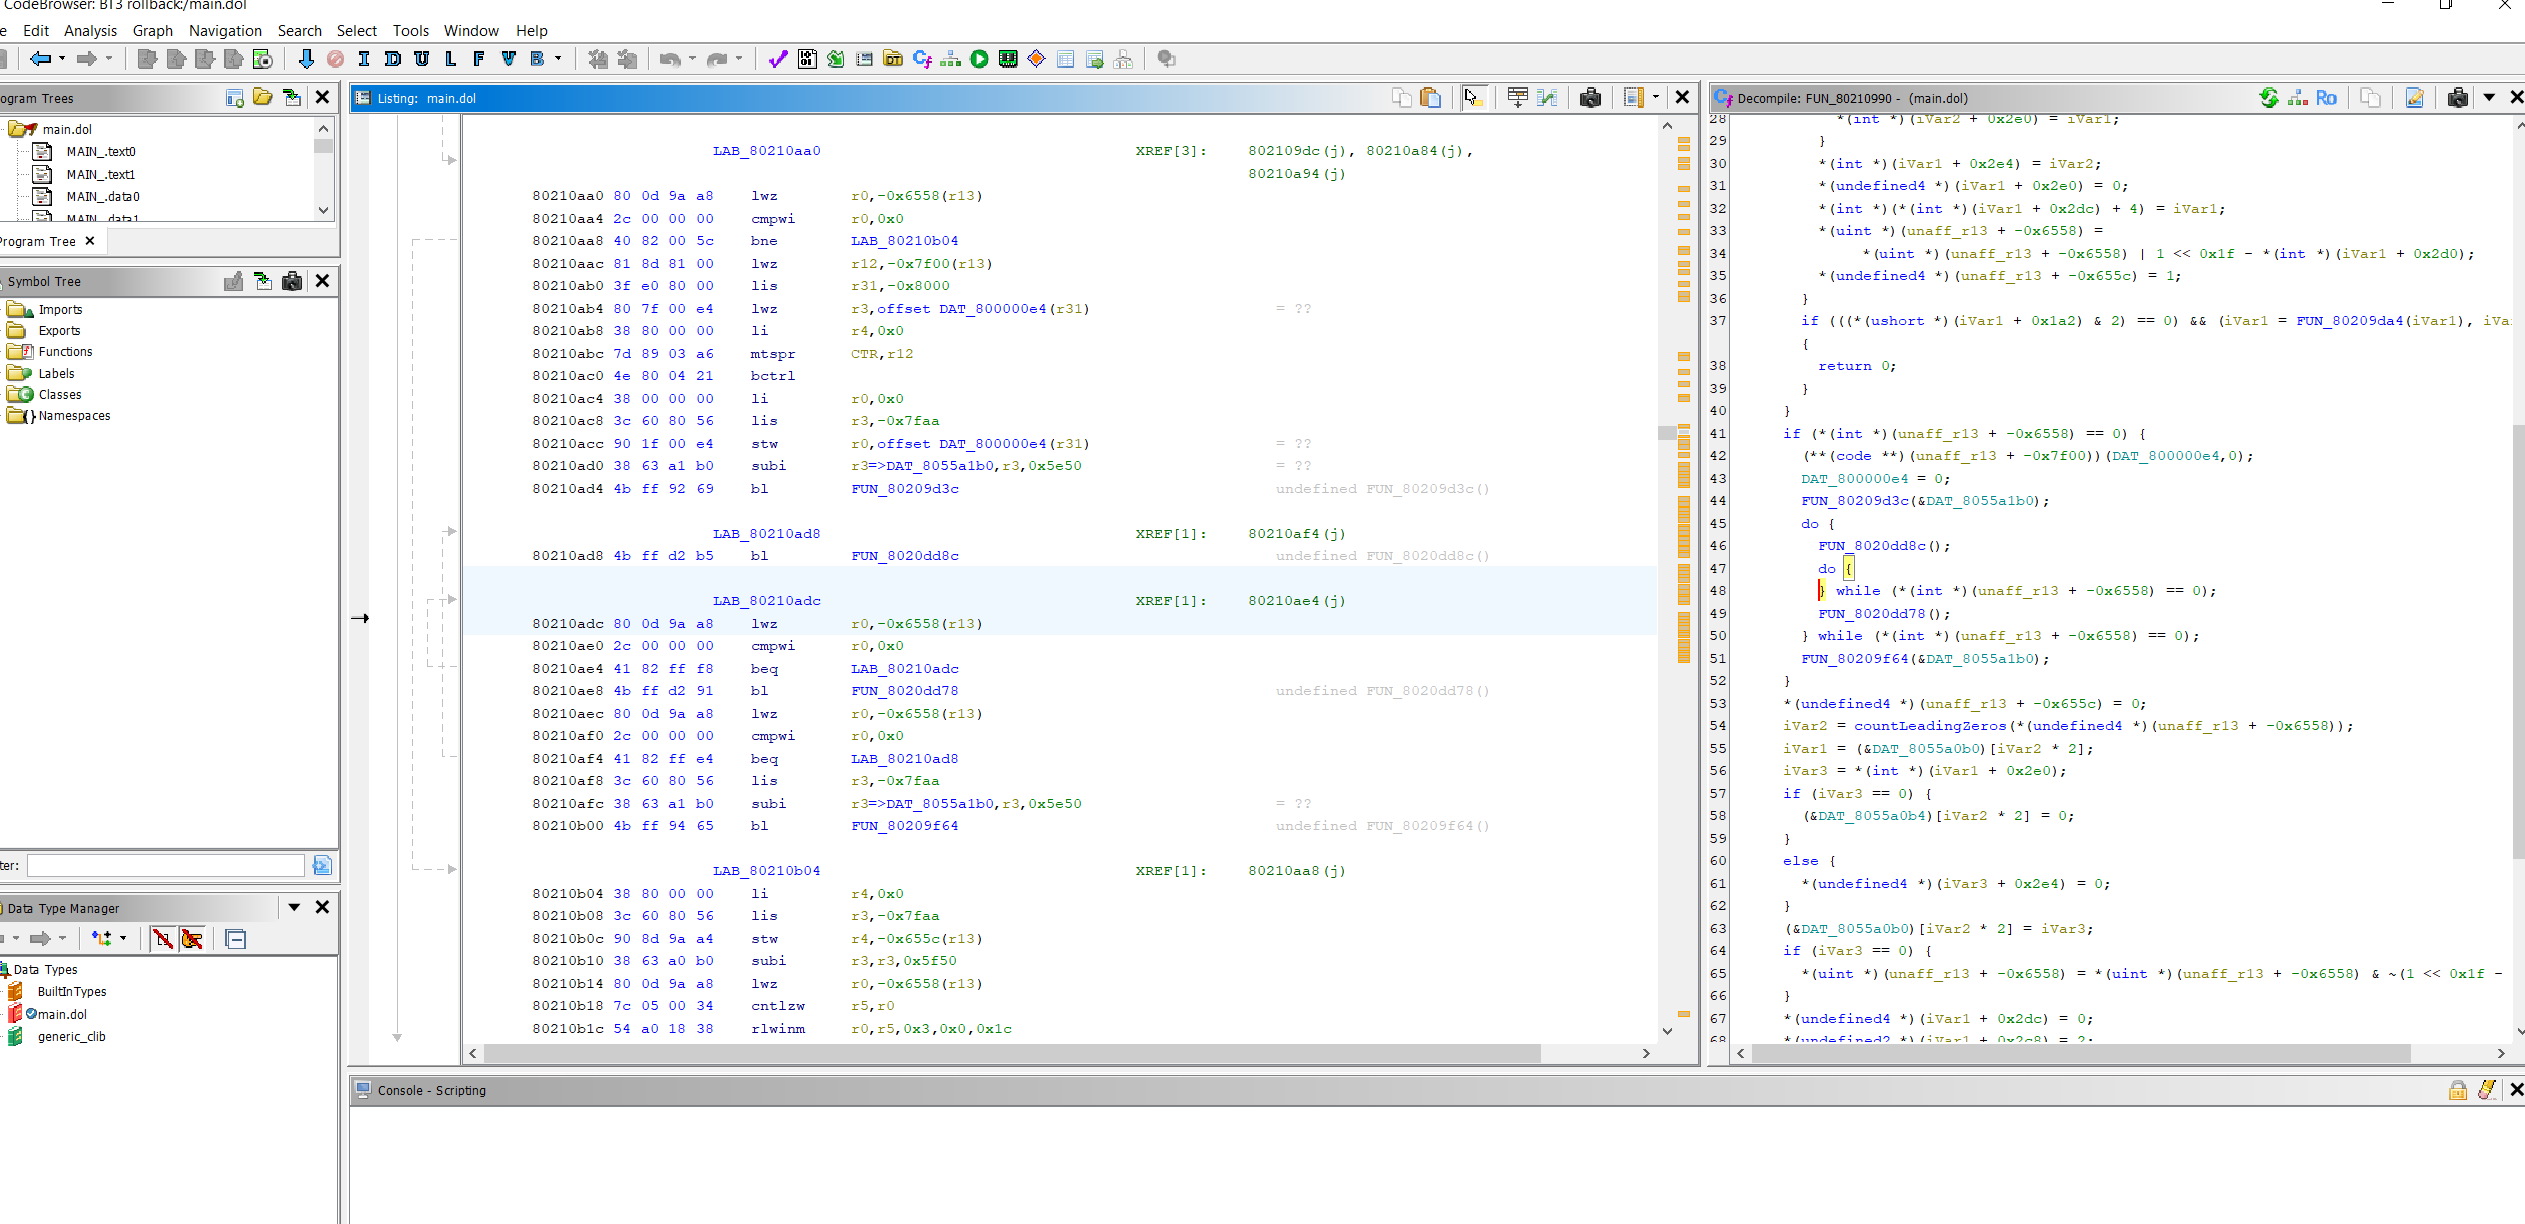 CodeBrowser: BT3 rollback:/main.dol
e Edit Analysis Graph Navigation Search Select Tools Window Help
I D U L F V B
ogram Trees
main.dol
MAIN_.text0
MAIN_.text1
MAIN_.data0
MAIN_.data1
Program Tree
Symbol Tree
Imports
Exports
Functions
Labels
Classes
Namespaces
ter:
Data Type Manager
Data Types
BuiltInTypes
main.dol
generic_clib
Listing: main.dol
LAB_80210aa0 XREF[3]: 802109dc(j), 80210a84(j),
80210a94(j)
80210aa0 80 0d 9a a8 lwz r0,-0x6558(r13)
80210aa4 2c 00 00 00 cmpwi r0,0x0
80210aa8 40 82 00 5c bne LAB_80210b04
80210aac 81 8d 81 00 lwz r12,-0x7f00(r13)
80210ab0 3f e0 80 00 lis r31,-0x8000
80210ab4 80 7f 00 e4 lwz r3,offset DAT_800000e4(r31) = ??
80210ab8 38 80 00 00 li r4,0x0
80210abc 7d 89 03 a6 mtspr CTR,r12
80210ac0 4e 80 04 21 bctrl
80210ac4 38 00 00 00 li r0,0x0
80210ac8 3c 60 80 56 lis r3,-0x7faa
80210acc 90 1f 00 e4 stw r0,offset DAT_800000e4(r31) = ??
80210ad0 38 63 a1 b0 subi r3=>DAT_8055a1b0,r3,0x5e50 = ??
80210ad4 4b ff 92 69 bl FUN_80209d3c undefined FUN_80209d3c()
LAB_80210ad8 XREF[1]: 80210af4(j)
80210ad8 4b ff d2 b5 bl FUN_8020dd8c undefined FUN_8020dd8c()
LAB_80210adc XREF[1]: 80210ae4(j)
80210adc 80 0d 9a a8 lwz r0,-0x6558(r13)
80210ae0 2c 00 00 00 cmpwi r0,0x0
80210ae4 41 82 ff f8 beq LAB_80210adc
80210ae8 4b ff d2 91 bl FUN_8020dd78 undefined FUN_8020dd78()
80210aec 80 0d 9a a8 lwz r0,-0x6558(r13)
80210af0 2c 00 00 00 cmpwi r0,0x0
80210af4 41 82 ff e4 beq LAB_80210ad8
80210af8 3c 60 80 56 lis r3,-0x7faa
80210afc 38 63 a1 b0 subi r3=>DAT_8055a1b0,r3,0x5e50 = ??
80210b00 4b ff 94 65 bl FUN_80209f64 undefined FUN_80209f64()
LAB_80210b04 XREF[1]: 80210aa8(j)
80210b04 38 80 00 00 li r4,0x0
80210b08 3c 60 80 56 lis r3,-0x7faa
80210b0c 90 8d 9a a4 stw r4,-0x655c(r13)
80210b10 38 63 a0 b0 subi r3,r3,0x5f50
80210b14 80 0d 9a a8 lwz r0,-0x6558(r13)
80210b18 7c 05 00 34 cntlzw r5,r0
80210b1c 54 a0 18 38 rlwinm r0,r5,0x3,0x0,0x1c
Decompile: FUN_80210990 - (main.dol)
28 *(int *)(iVar2 + 0x2e0) = iVar1;
29 }
30 *(int *)(iVar1 + 0x2e4) = iVar2;
31 *(undefined4 *)(iVar1 + 0x2e0) = 0;
32 *(int *)(*(int *)(iVar1 + 0x2dc) + 4) = iVar1;
33 *(uint *)(unaff_r13 + -0x6558) =
34 *(uint *)(unaff_r13 + -0x6558) | 1 << 0x1f - *(int *)(iVar1 + 0x2d0);
35 *(undefined4 *)(unaff_r13 + -0x655c) = 1;
36 }
37 if (((*(ushort *)(iVar1 + 0x1a2) & 2) == 0) && (iVar1 = FUN_80209da4(iVar1), iVa
{
38 return 0;
39 }
40 }
41 if (*(int *)(unaff_r13 + -0x6558) == 0) {
42 (**(code **)(unaff_r13 + -0x7f00))(DAT_800000e4,0);
43 DAT_800000e4 = 0;
44 FUN_80209d3c(&DAT_8055a1b0);
45 do {
46 FUN_8020dd8c();
47 do {
48 } while (*(int *)(unaff_r13 + -0x6558) == 0);
49 FUN_8020dd78();
50 } while (*(int *)(unaff_r13 + -0x6558) == 0);
51 FUN_80209f64(&DAT_8055a1b0);
52 }
53 *(undefined4 *)(unaff_r13 + -0x655c) = 0;
54 iVar2 = countLeadingZeros(*(undefined4 *)(unaff_r13 + -0x6558));
55 iVar1 = (&DAT_8055a0b0)[iVar2 * 2];
56 iVar3 = *(int *)(iVar1 + 0x2e0);
57 if (iVar3 == 0) {
58 (&DAT_8055a0b4)[iVar2 * 2] = 0;
59 }
60 else {
61 *(undefined4 *)(iVar3 + 0x2e4) = 0;
62 }
63 (&DAT_8055a0b0)[iVar2 * 2] = iVar3;
64 if (iVar3 == 0) {
65 *(uint *)(unaff_r13 + -0x6558) = *(uint *)(unaff_r13 + -0x6558) & ~(1 << 0x1f -
66 }
67 *(undefined4 *)(iVar1 + 0x2dc) = 0;
68 *(undefined2 *)(iVar1 + 0x2c8) = 2;
Console - Scripting